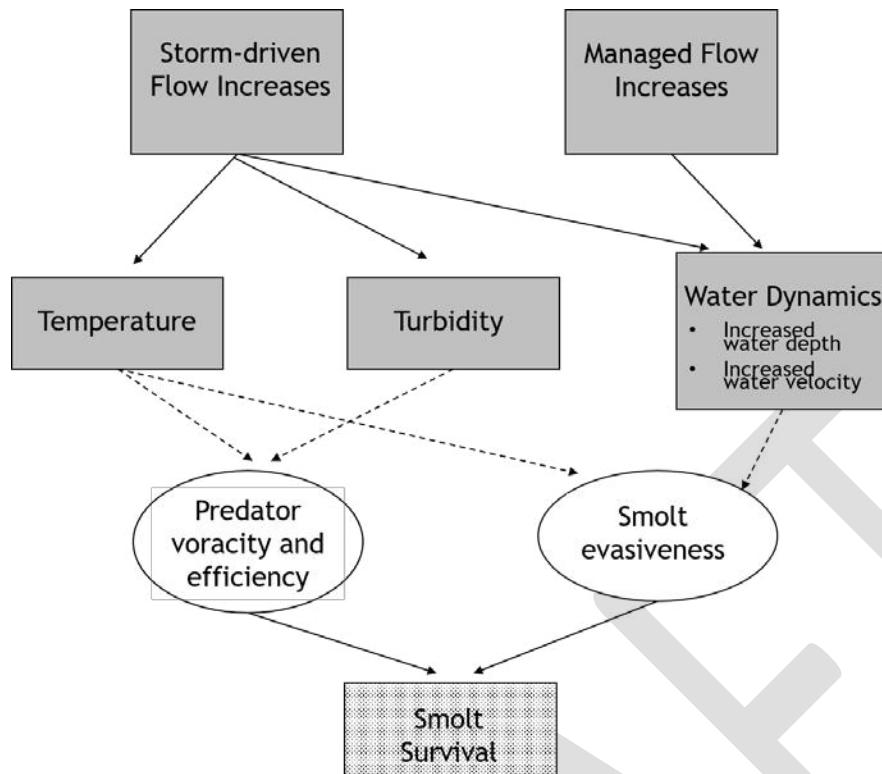 Storm-driven
Flow Increases
Managed Flow
Increases
Temperature
Turbidity
Water Dynamics
• Increased
water depth
• Increased
water velocity
Predator
voracity and
efficiency
Smolt
evasiveness
Smolt
Survival